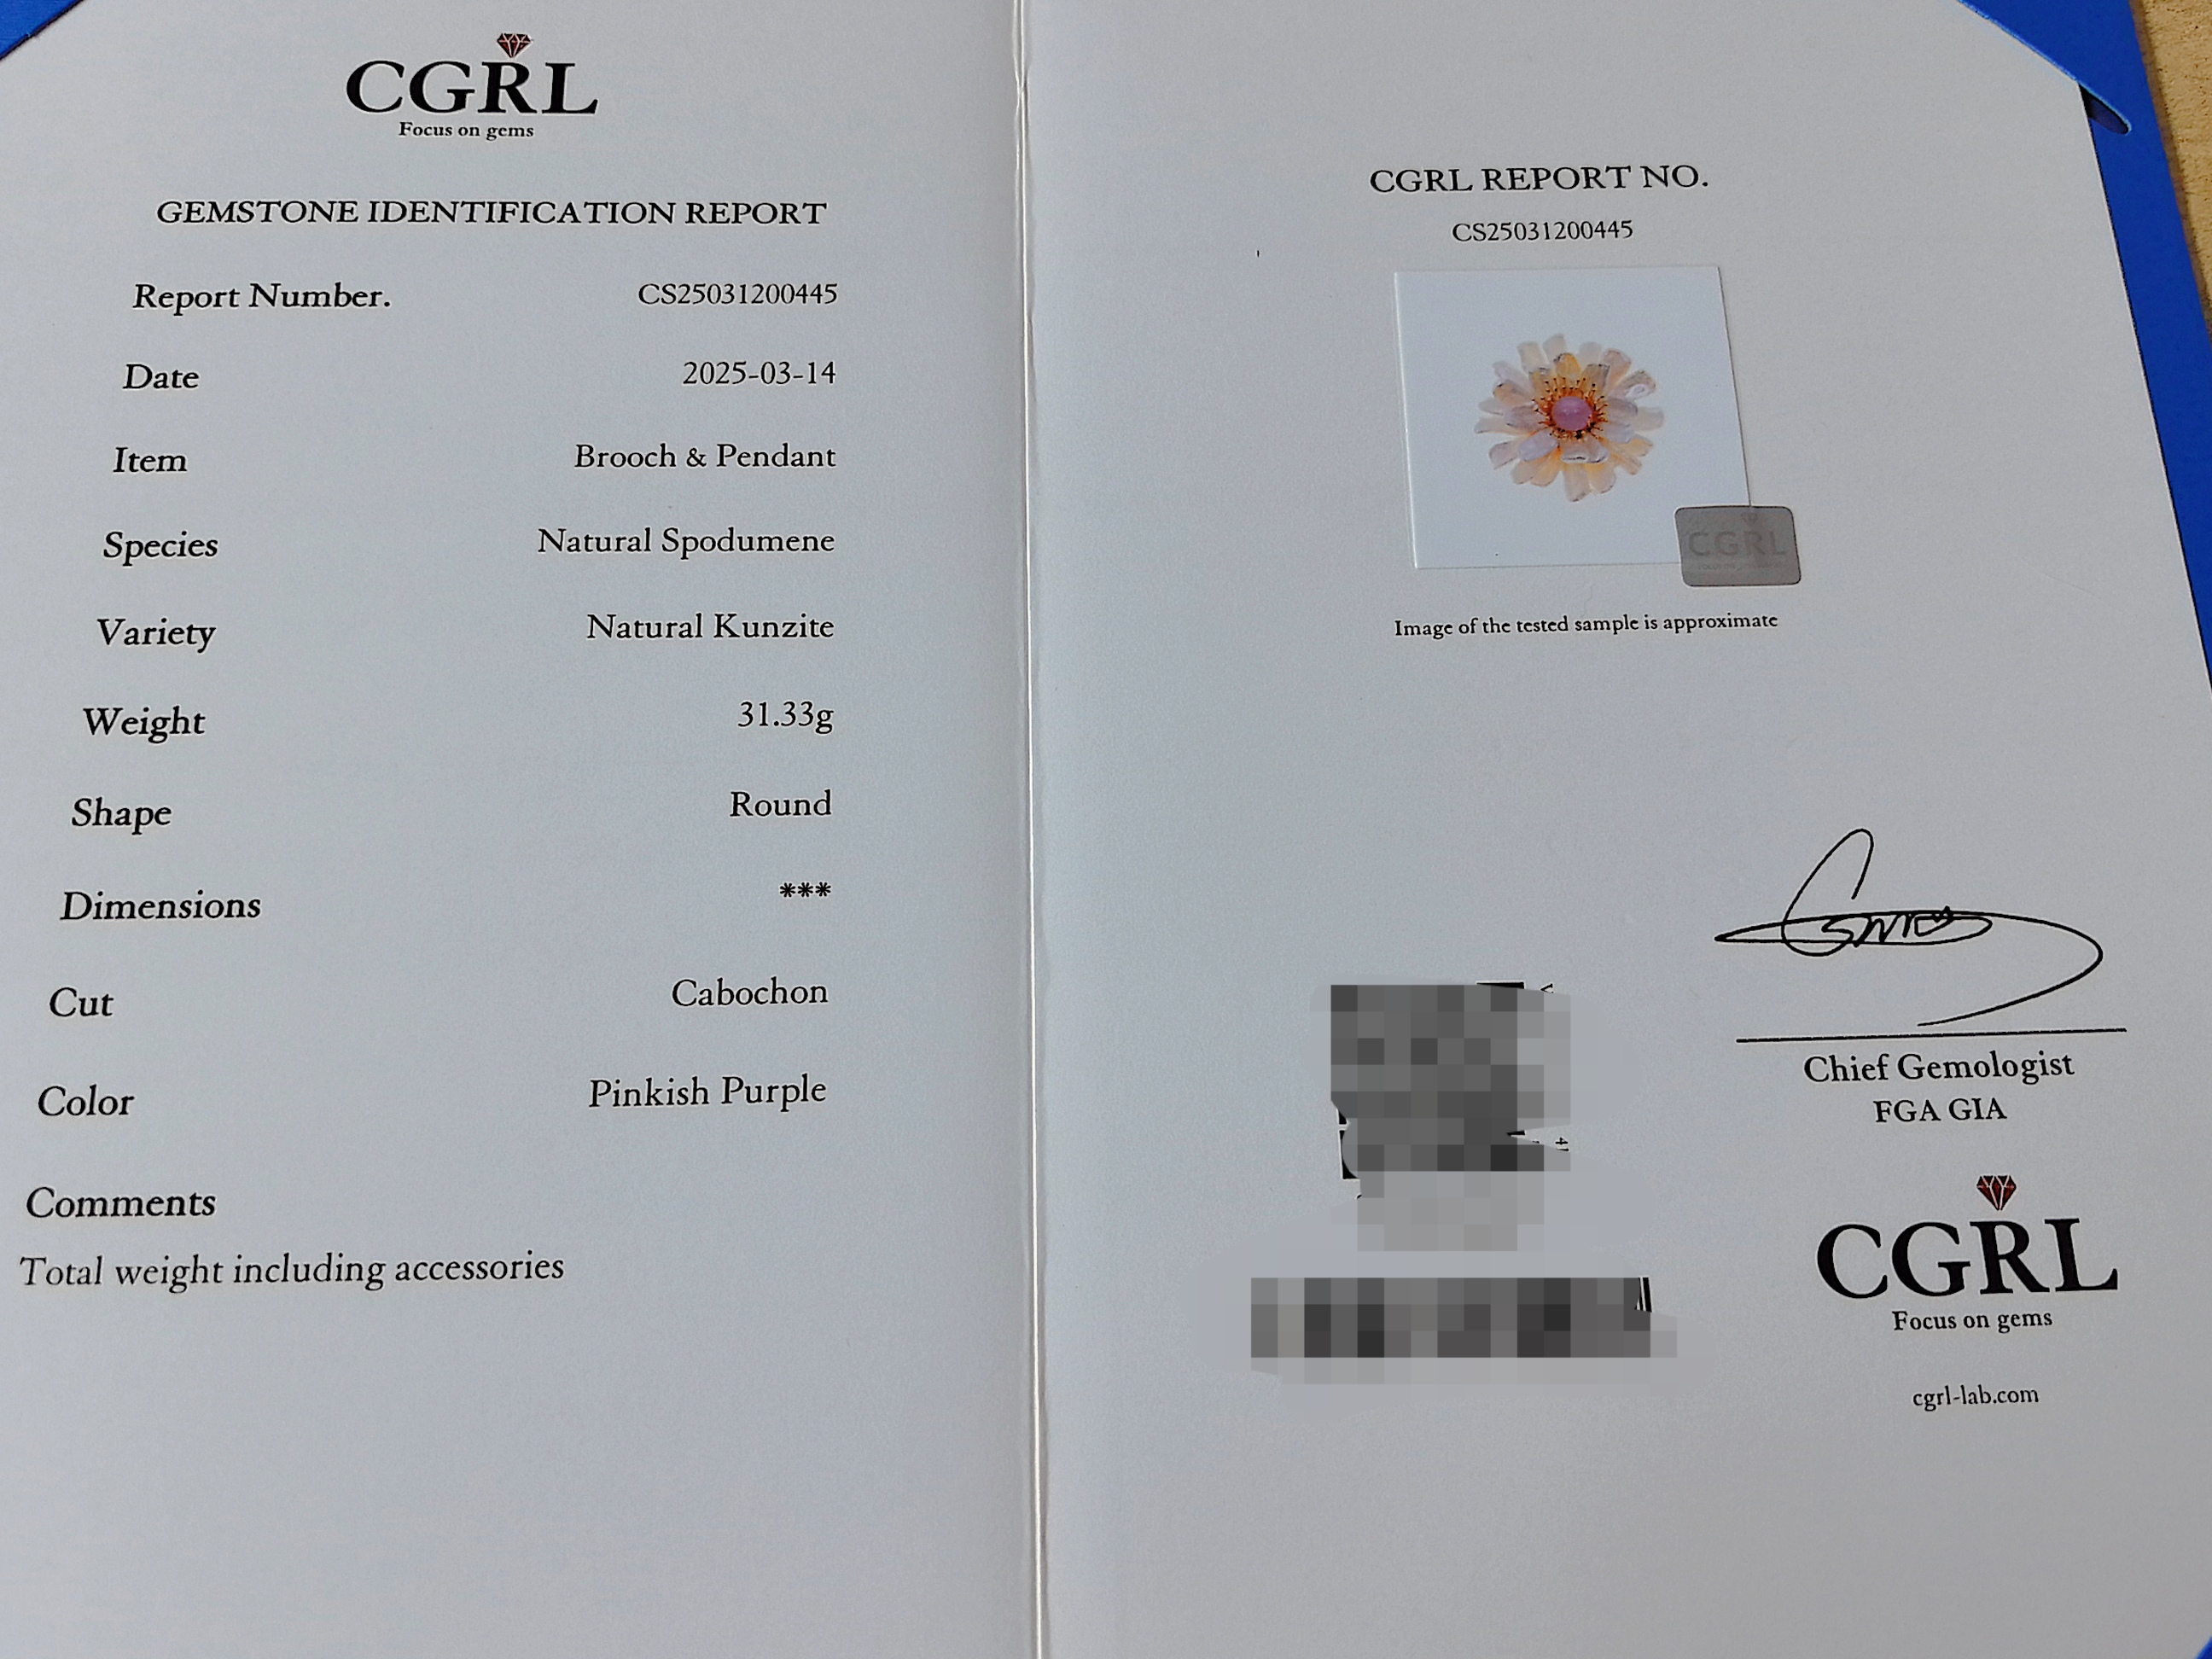 CGRL
Focus on gems
GEMSTONE IDENTIFICATION REPORT
Report Number. CS25031200445
Date 2025-03-14
Item Brooch & Pendant
Species Natural Spodumene
Variety Natural Kunzite
Weight 31.33g
Shape Round
Dimensions ***
Cut Cabochon
Color Pinkish Purple
Comments
Total weight including accessories
CGRL REPORT NO.
CS25031200445
CGRL
Image of the tested sample is approximate
Chief Gemologist
FGA GIA
CGRL
Focus on gems
cgrl-lab.com